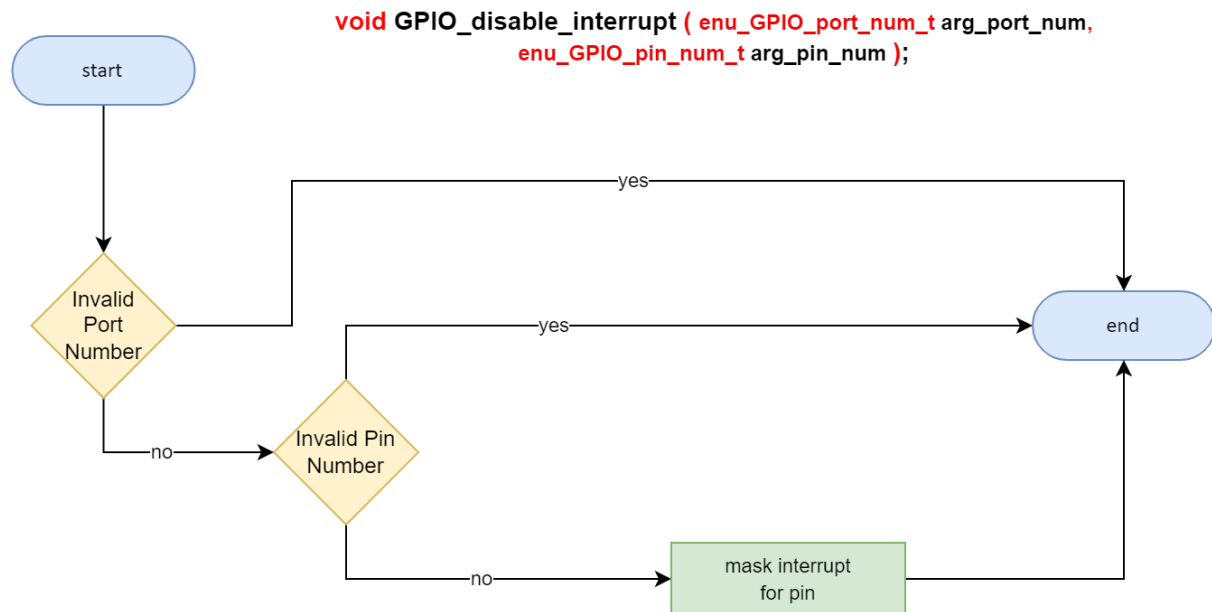 void GPIO_disable_interrupt ( enu_GPIO_port_num_t arg_port_num,
enu_GPIO_pin_num_t arg_pin_num );
start
yes
Invalid
Port
Number
yes
end
no
Invalid Pin
Number
no
mask interrupt
for pin